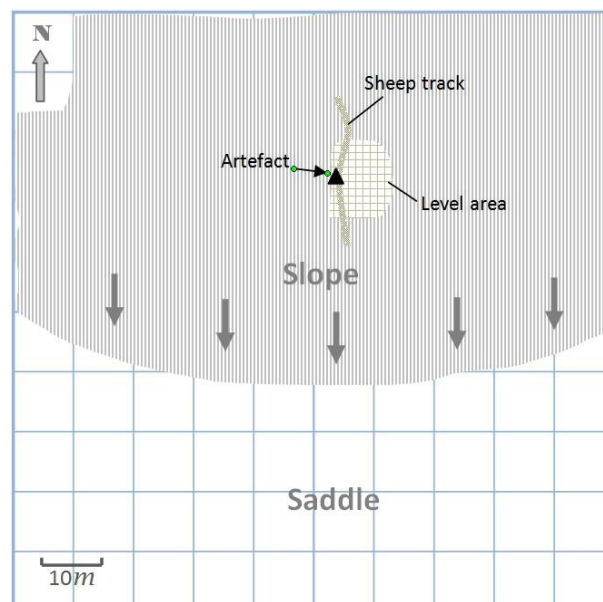 N
Sheep track
Artefact
Level area
Slope
Saddle
10m